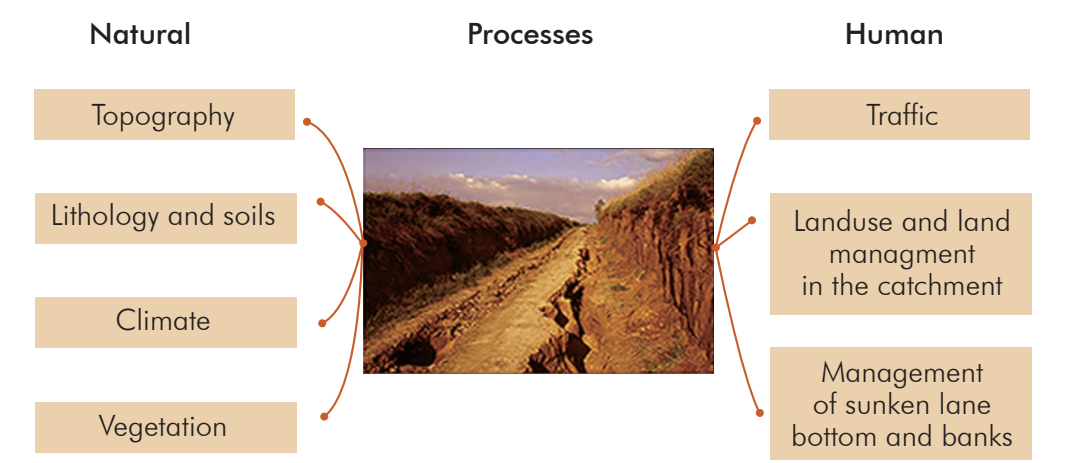 Natural
Processes
Human
Topography
Lithology and soils
Climate
Vegetation
Traffic
Landuse and land
managment
in the catchment
Management
of sunken lane
bottom and banks